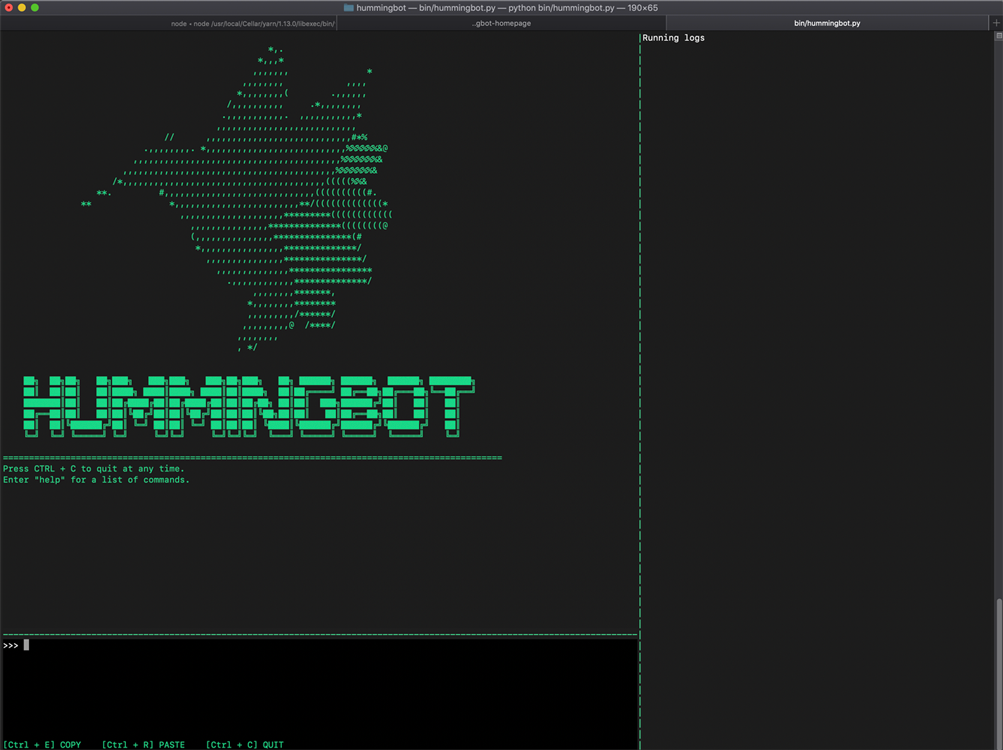 hummingbot — bin/hummingbot.py — python bin/hummingbot.py — 190×65
node • node /usr/local/Cellar/yarn/1.13.0/libexec/bin/
..gbot-homepage
bin/hummingbot.py
Running logs
HUMMINGBOT
Press CTRL + C to quit at any time.
Enter "help" for a list of commands.
>>>
[Ctrl + E] COPY [Ctrl + R] PASTE [Ctrl + C] QUIT